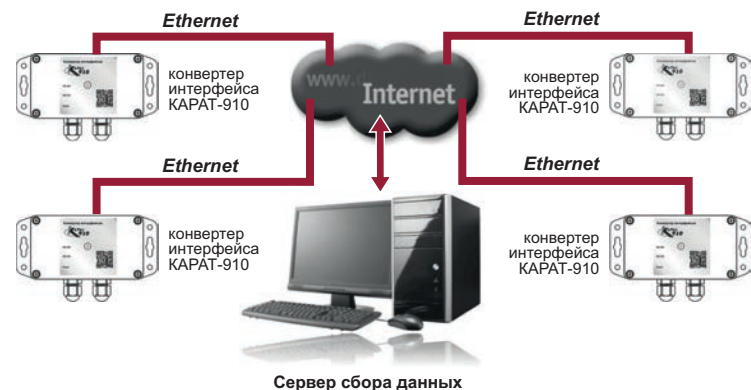 Ethernet
Ethernet
конвертер
интерфейса
КАРАТ-910
www.
Internet
конвертер
интерфейса
КАРАТ-910
Ethernet
Ethernet
конвертер
интерфейса
КАРАТ-910
конвертер
интерфейса
КАРАТ-910
Сервер сбора данных